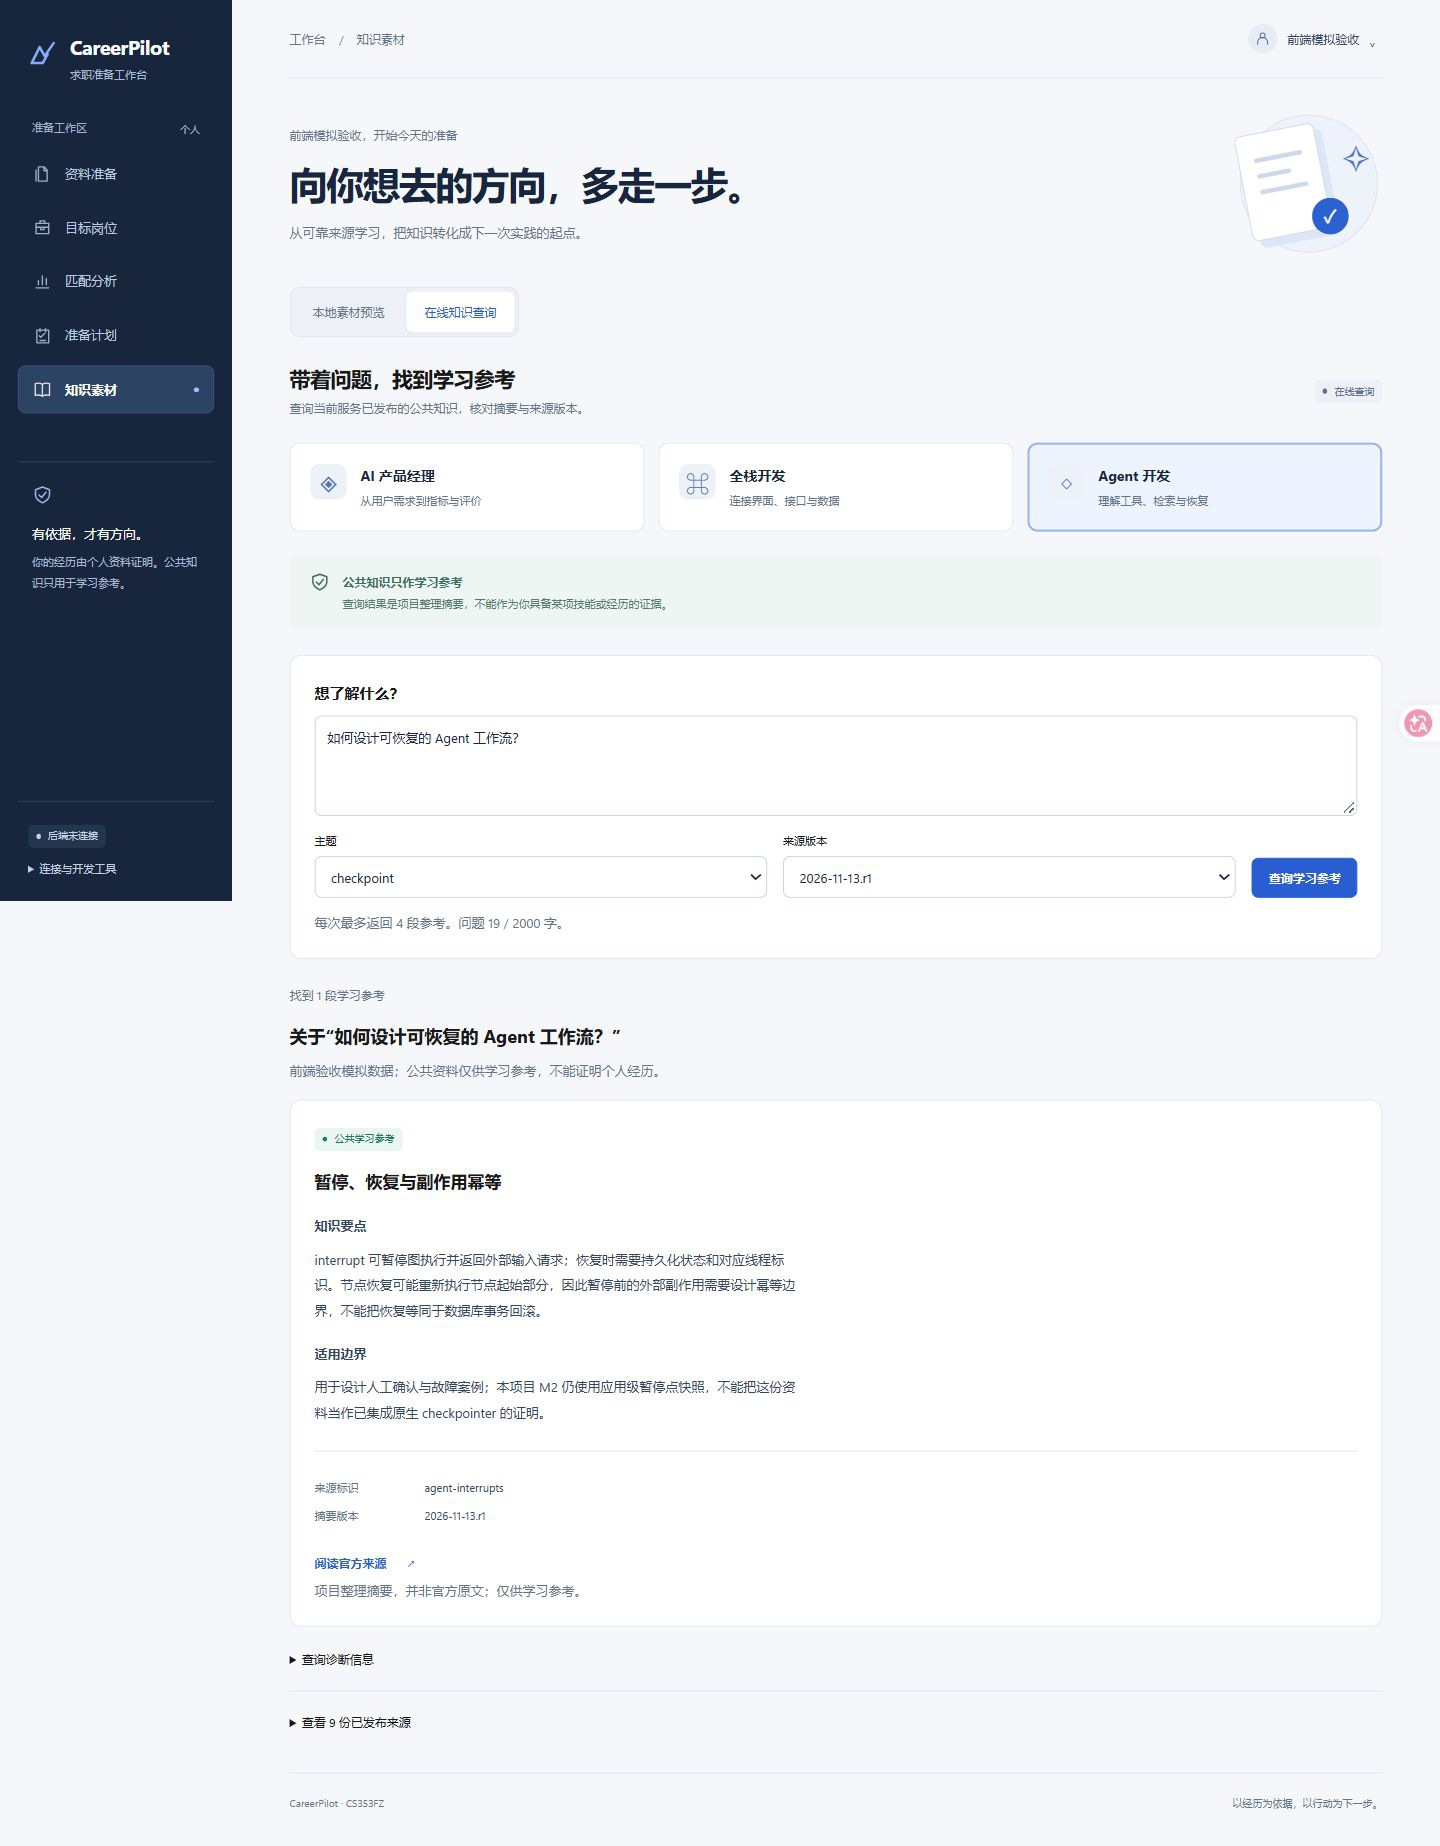 CareerPilot
求职准备工作台
准备工作区 个人
资料准备
目标岗位
匹配分析
准备计划
知识素材
有依据，才有方向。
你的经历由个人资料证明。公共知
识只用于学习参考。
后端未连接
连接与开发工具
工作台 / 知识素材
前端模拟验收
前端模拟验收，开始今天的准备
向你想去的方向，多走一步。
从可靠来源学习，把知识转化成下一次实践的起点。
本地素材预览 在线知识查询
带着问题，找到学习参考
查询当前服务已发布的公共知识，核对摘要与来源版本。
在线查询
AI 产品经理
从用户需求到指标与评价
全栈开发
连接界面、接口与数据
Agent 开发
理解工具、检索与恢复
公共知识只作学习参考
查询结果是项目整理摘要，不能作为你具备某项技能或经历的证据。
想了解什么？
如何设计可恢复的 Agent 工作流？
主题 来源版本
checkpoint 2026-11-13.r1 查询学习参考
每次最多返回 4 段参考。问题 19 / 2000 字。
找到 1 段学习参考
关于“如何设计可恢复的 Agent 工作流？”
前端验收模拟数据；公共资料仅供学习参考，不能证明个人经历。
公共学习参考
暂停、恢复与副作用幂等
知识要点
interrupt 可暂停图执行并返回外部输入请求；恢复时需要持久化状态和对应线程标
识。节点恢复可能重新执行节点起始部分，因此暂停前的外部副作用需要设计幂等边
界，不能把恢复等同于数据库事务回滚。
适用边界
用于设计人工确认与故障案例；本项目 M2 仍使用应用级暂停点快照，不能把这份资
料当作已集成原生 checkpointer 的证明。
来源标识 agent-interrupts
摘要版本 2026-11-13.r1
阅读官方来源 ↗
项目整理摘要，并非官方原文；仅供学习参考。
查询诊断信息
查看 9 份已发布来源
CareerPilot · CS353FZ
以经历为依据，以行动为下一步。